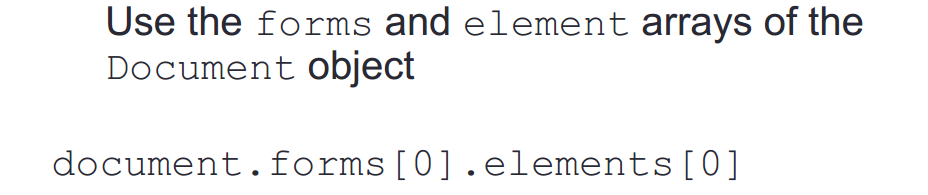 Use the forms and element arrays of the
Document object
document.forms[0].elements[0]